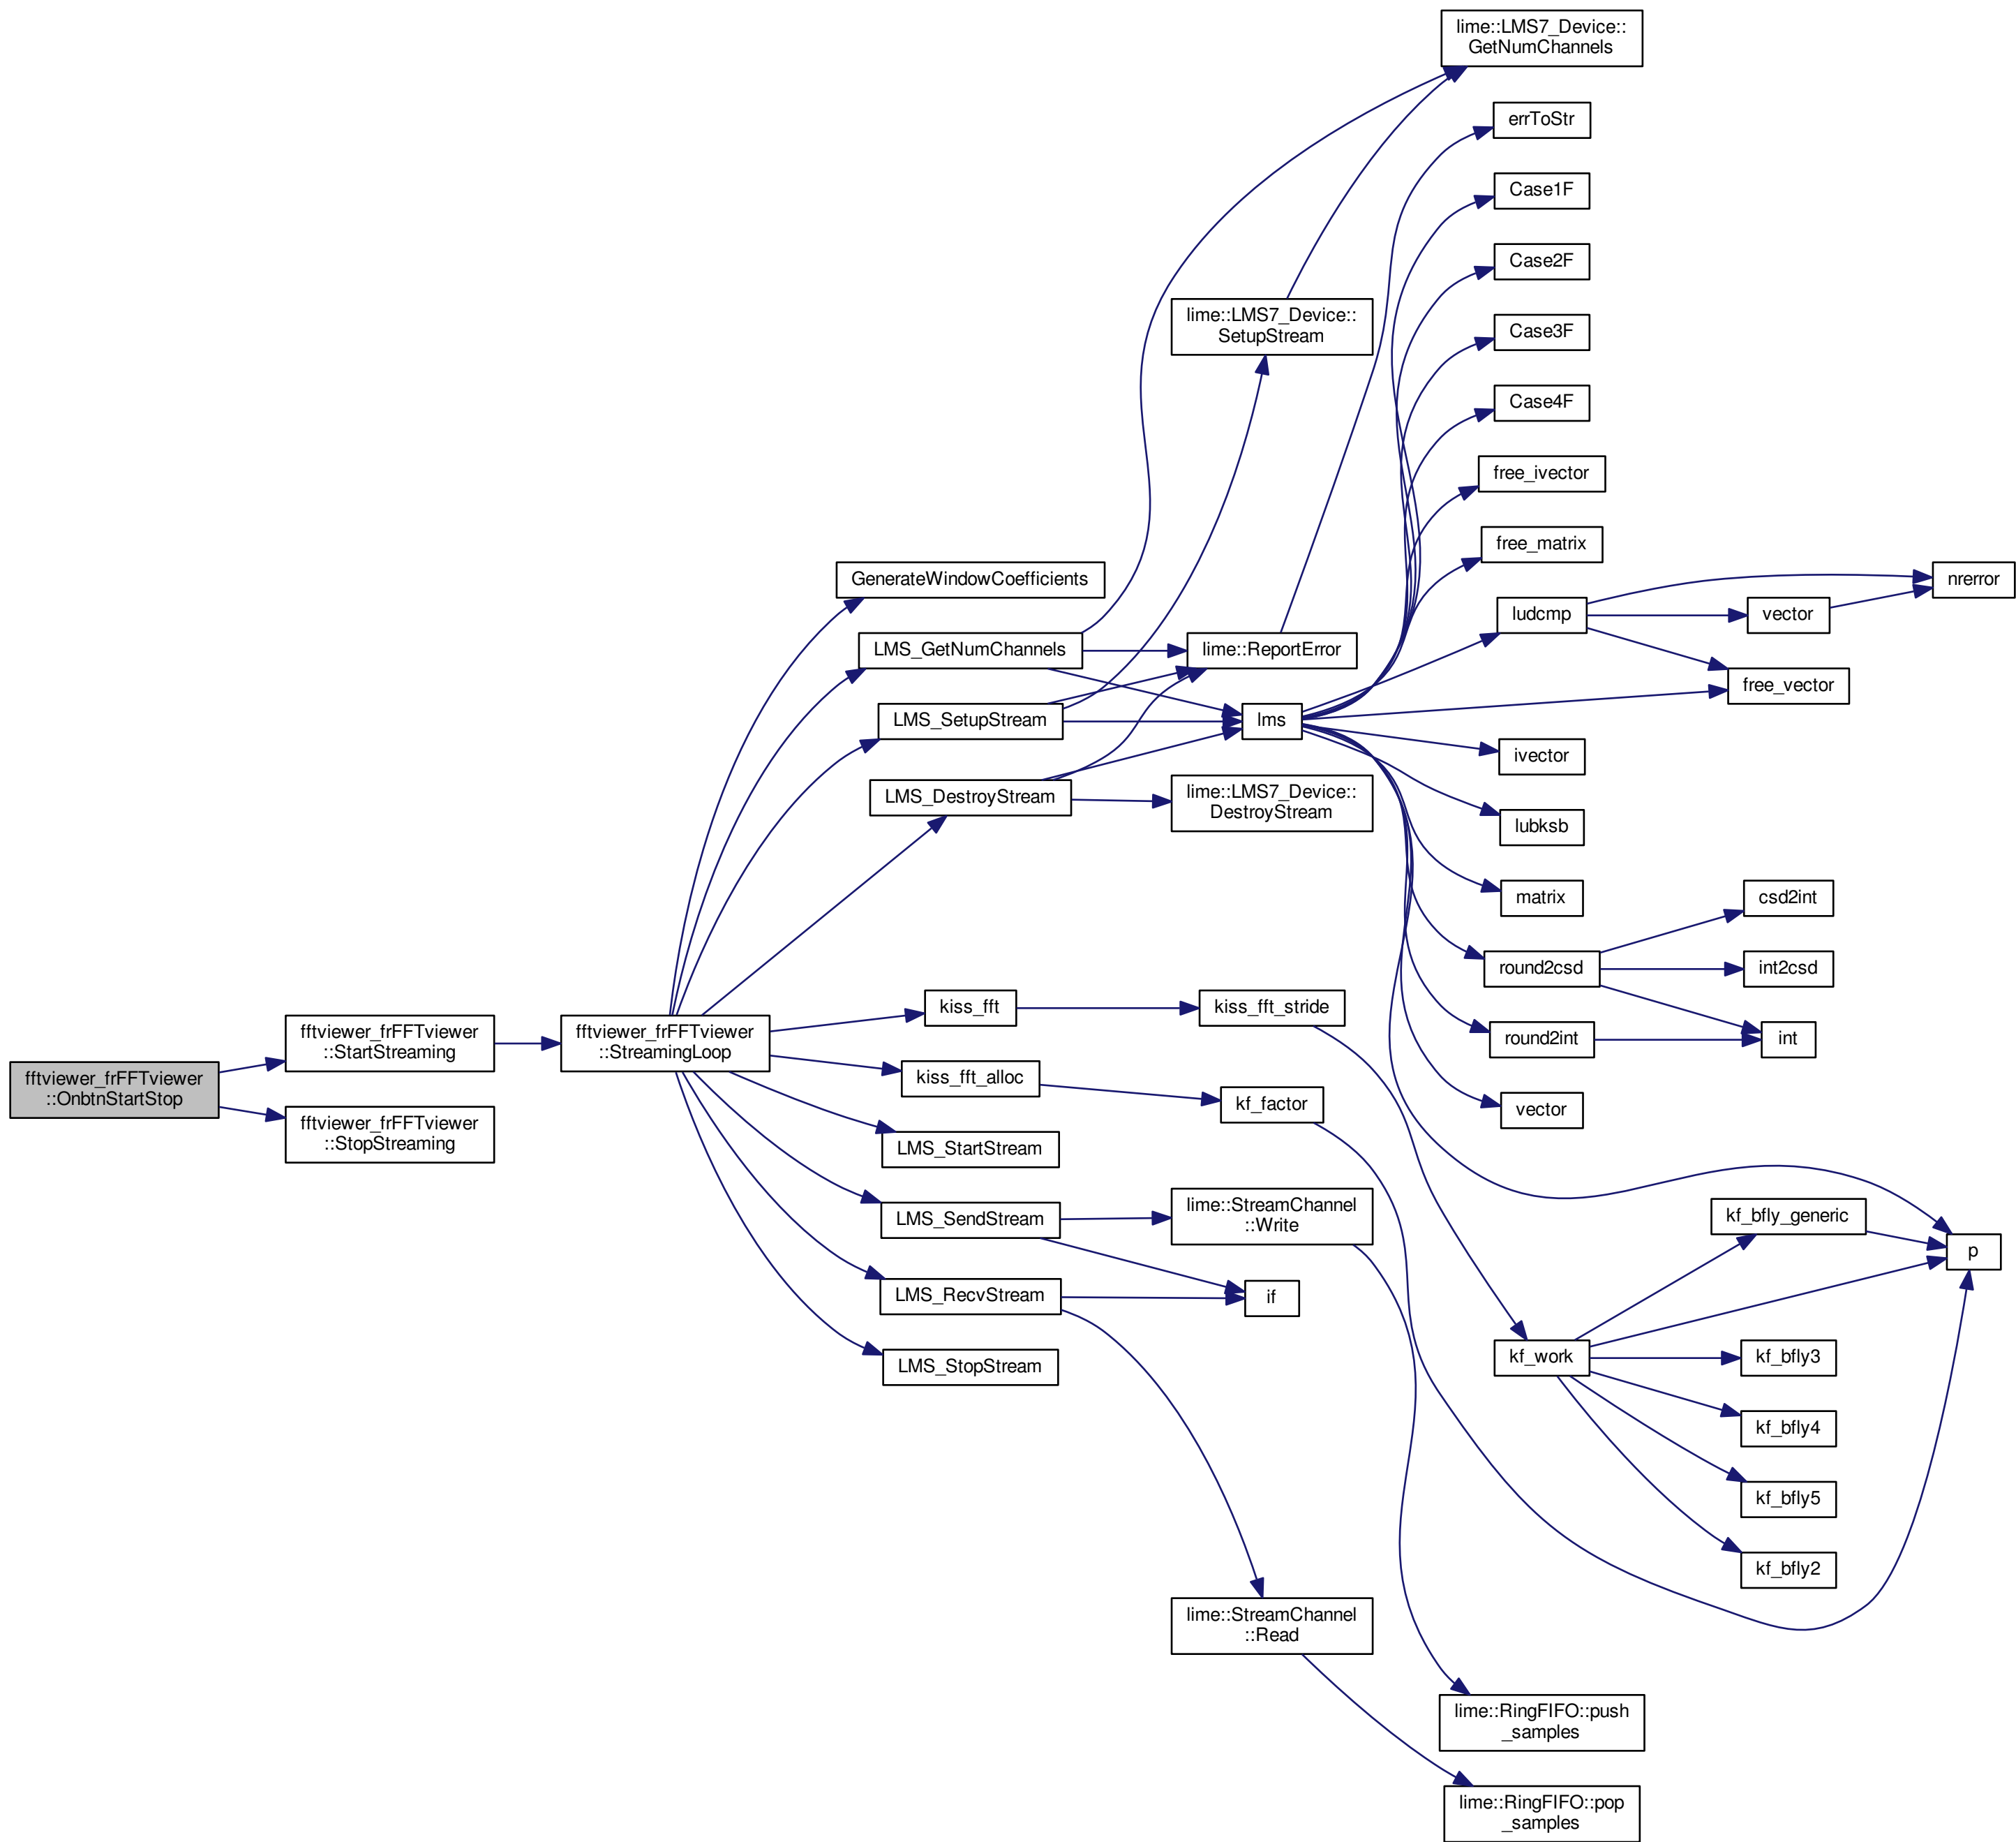 lime::LMS7_Device::
GetNumChannels
errToStr
Case1F
Case2F
lime::LMS7_Device::
SetupStream
Case3F
Case4F
free_ivector
free_matrix
GenerateWindowCoefficients
nrerror
ludcmp
vector
LMS_GetNumChannels
lime::ReportError
free_vector
LMS_SetupStream
lms
ivector
LMS_DestroyStream
lime::LMS7_Device::
DestroyStream
lubksb
matrix
csd2int
round2csd
int2csd
kiss_fft
kiss_fft_stride
fftviewer_frFFTviewer
::StartStreaming
fftviewer_frFFTviewer
::StreamingLoop
round2int
int
fftviewer_frFFTviewer
::OnbtnStartStop
kiss_fft_alloc
kf_factor
vector
fftviewer_frFFTviewer
::StopStreaming
LMS_StartStream
LMS_SendStream
lime::StreamChannel
::Write
kf_bfly_generic
p
LMS_RecvStream
if
LMS_StopStream
kf_work
kf_bfly3
kf_bfly4
kf_bfly5
kf_bfly2
lime::StreamChannel
::Read
lime::RingFIFO::push
_samples
lime::RingFIFO::pop
_samples